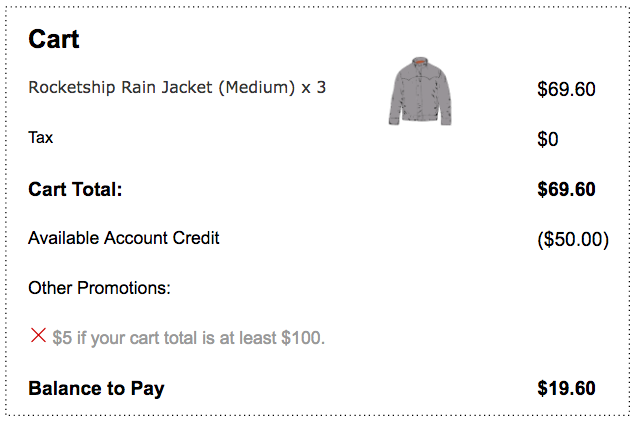 Cart
Rocketship Rain Jacket (Medium) x 3 $69.60
Tax $0
Cart Total: $69.60
Available Account Credit ($50.00)
Other Promotions:
$5 if your cart total is at least $100.
Balance to Pay $19.60